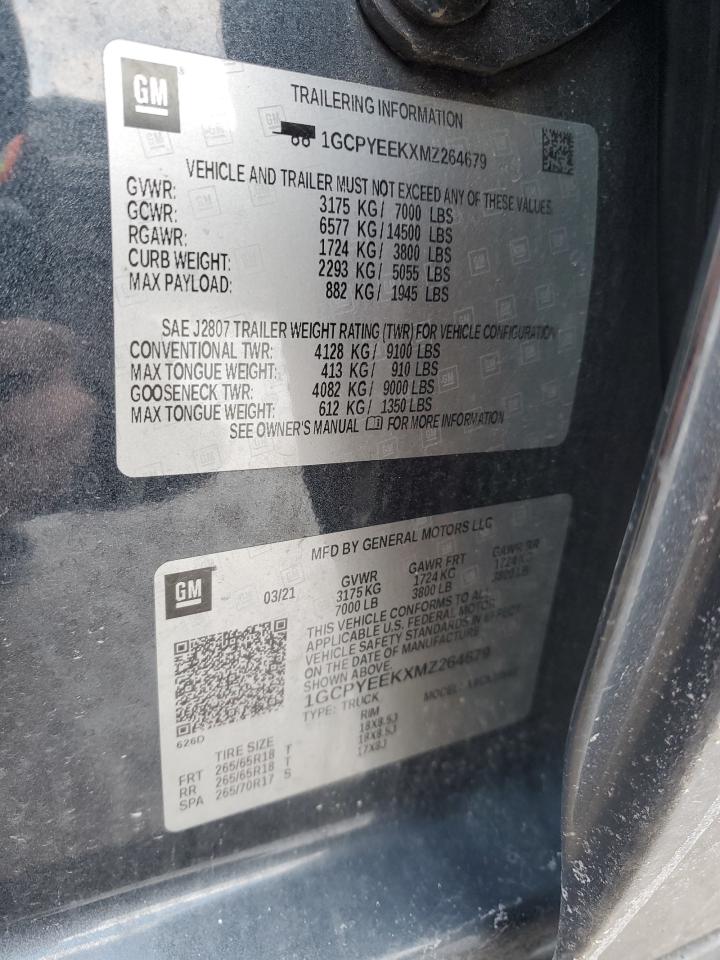 GM
TRAILERING INFORMATION
1GCPYEEKXMZ264679
VEHICLE AND TRAILER MUST NOT EXCEED ANY OF THESE VALUES
GVWR: 3175 KG/ 7000 LBS
GCWR: 6577 KG/14500 LBS
RGAWR: 1724 KG/ 3800 LBS
CURB WEIGHT: 2293 KG/ 5055 LBS
MAX PAYLOAD: 882 KG/ 1945 LBS
SAE J2807 TRAILER WEIGHT RATING (TWR) FOR VEHICLE CONFIGURATION
CONVENTIONAL TWR: 4128 KG/ 9100 LBS
MAX TONGUE WEIGHT: 413 KG/ 910 LBS
GOOSENECK TWR: 4082 KG/ 9000 LBS
MAX TONGUE WEIGHT: 612 KG/ 1350 LBS
SEE OWNER'S MANUAL FOR MORE INFORMATION
GM
MFD BY GENERAL MOTORS LLC
03/21 GVWR GAWR FRT GAWR RR
3175 KG 1724 KG 1724 KG
7000 LB 3800 LB 3800 LB
THIS VEHICLE CONFORMS TO ALL
APPLICABLE U.S. FEDERAL MOTOR
VEHICLE SAFETY STANDARDS IN EFFECT
ON THE DATE OF MANUFACTURE
SHOWN ABOVE.
1GCPYEEKXMZ264679
TYPE: TRUCK MODEL:
626D
TIRE SIZE RIM
FRT 265/65R18 T 18X8.5J
RR 265/65R18 T 18X8.5J
SPA 265/70R17 S 17X8J